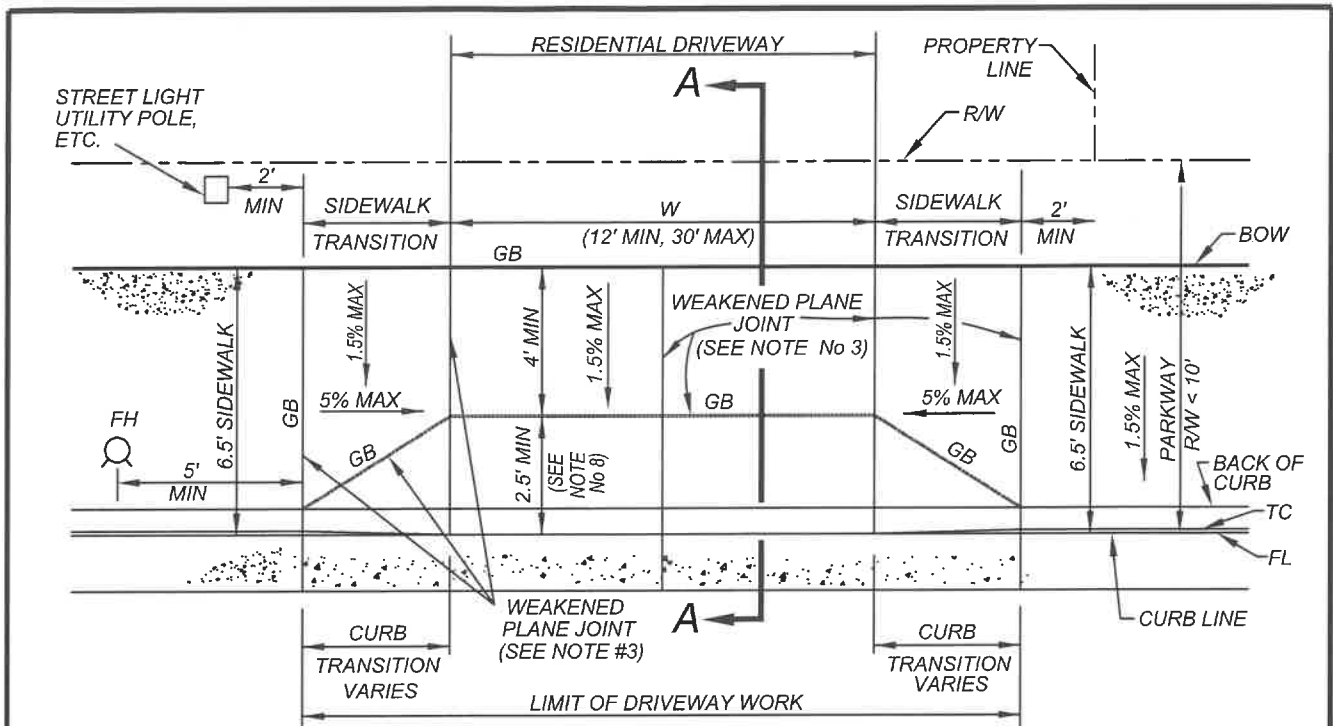 RESIDENTIAL DRIVEWAY
PROPERTY
LINE
A
STREET LIGHT
UTILITY POLE,
ETC.
R/W
2'
MIN
SIDEWALK
TRANSITION
W
(12' MIN, 30' MAX)
SIDEWALK
TRANSITION
2'
MIN
BOW
GB
6.5' SIDEWALK
GB
1.5% MAX
5% MAX
GB
4' MIN
1.5% MAX
WEAKENED PLANE
JOINT
(SEE NOTE No 3)
GB
1.5% MAX
5% MAX
GB
GB
6.5' SIDEWALK
1.5% MAX
PARKWAY
R/W < 10'
FH
5'
MIN
2.5' MIN
(SEE
NOTE
No 8)
BACK OF
CURB
TC
FL
CURB LINE
WEAKENED
PLANE JOINT
(SEE NOTE #3)
A
CURB
TRANSITION
VARIES
CURB
TRANSITION
VARIES
LIMIT OF DRIVEWAY WORK